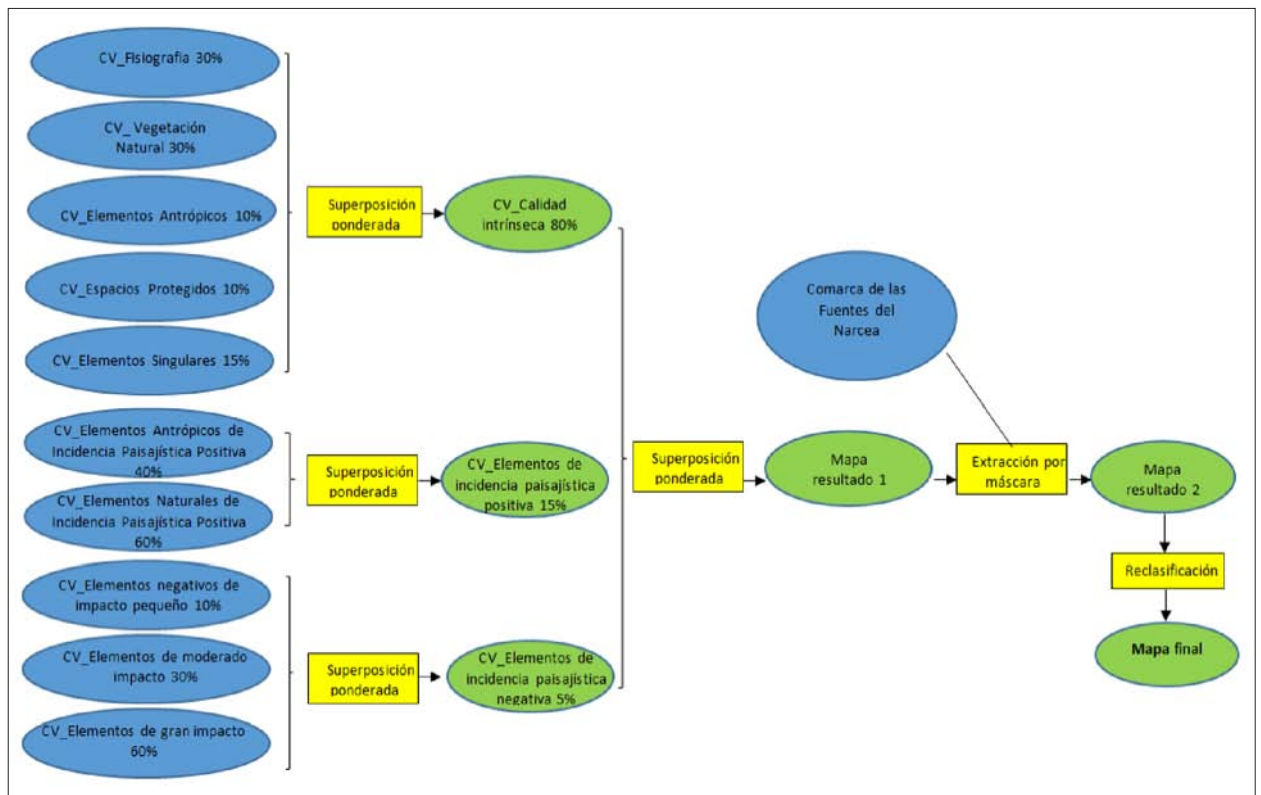 CV_Fisiografia 30%
CV_ Vegetación
Natural 30%
CV_Elementos Antrópicos 10%
CV_Espacios Protegidos 10%
CV_Elementos Singulares 15%
Superposición
ponderada
CV_Calidad
intrínseca 80%
CV_Elementos Antrópicos de
Incidencia Paisajística Positiva
40%
CV_Elementos Naturales de
Incidencia Paisajística Positiva
60%
Superposición
ponderada
CV_Elementos de
incidencia paisajística
positiva 15%
CV_Elementos negativos de
impacto pequeño 10%
CV_Elementos de moderado
impacto 30%
CV_Elementos de gran impacto
60%
Superposición
ponderada
CV_Elementos de
incidencia paisajística
negativa 5%
Superposición
ponderada
Mapa
resultado 1
Comarca de las
Fuentes del
Narcea
Extracción por
máscara
Mapa
resultado 2
Reclasificación
Mapa final